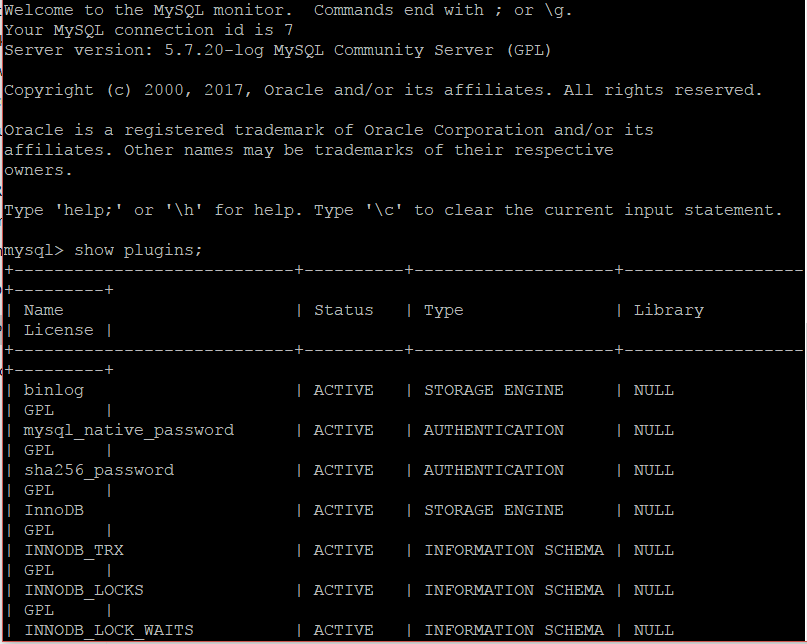 Welcome to the MySQL monitor.  Commands end with ; or \g.
Your MySQL connection id is 7
Server version: 5.7.20-log MySQL Community Server (GPL)
Copyright (c) 2000, 2017, Oracle and/or its affiliates. All rights reserved.
Oracle is a registered trademark of Oracle Corporation and/or its
affiliates. Other names may be trademarks of their respective
owners.
Type 'help;' or '\h' for help. Type '\c' to clear the current input statement.
mysql> show plugins;
+----------------------------+----------+--------------------+------------------
+---------+
| Name                       | Status   | Type               | Library
| License |
+----------------------------+----------+--------------------+------------------
+---------+
| binlog                     | ACTIVE   | STORAGE ENGINE     | NULL
| GPL     |
| mysql_native_password      | ACTIVE   | AUTHENTICATION     | NULL
| GPL     |
| sha256_password            | ACTIVE   | AUTHENTICATION     | NULL
| GPL     |
| InnoDB                     | ACTIVE   | STORAGE ENGINE     | NULL
| GPL     |
| INNODB_TRX                 | ACTIVE   | INFORMATION SCHEMA | NULL
| GPL     |
| INNODB_LOCKS               | ACTIVE   | INFORMATION SCHEMA | NULL
| GPL     |
| INNODB_LOCK_WAITS          | ACTIVE   | INFORMATION SCHEMA | NULL